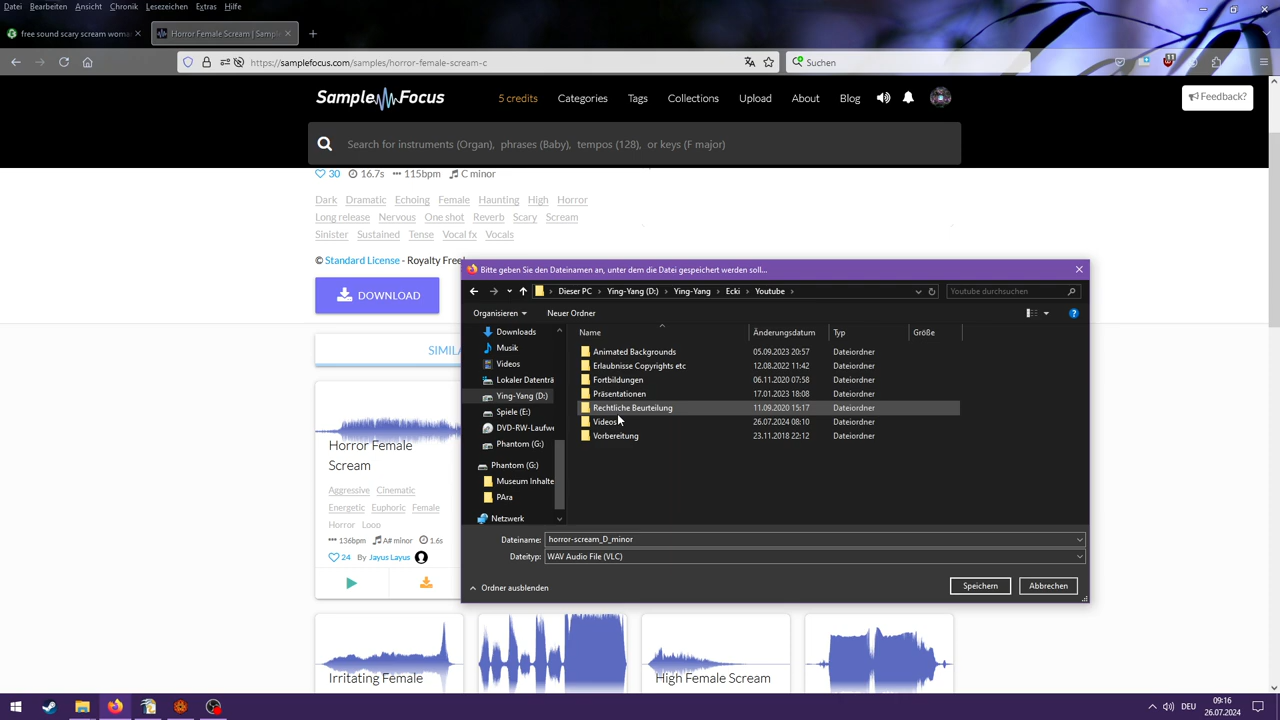 Datei Bearbeiten Ansicht Chronik Lesezeichen Extras Hilfe
free sound scary scream woma
Horror Female Scream | Sampl
https://samplefocus.com/samples/horror-female-scream-c
Suchen
Sample Focus
5 credits Categories Tags Collections Upload About Blog
Feedback?
Search for instruments (Organ), phrases (Baby), tempos (128), or keys (F major)
30 16.7s 115bpm C minor
Dark Dramatic Echoing Female Haunting High Horror
Long release Nervous One shot Reverb Scary Scream
Sinister Sustained Tense Vocal fx Vocals
© Standard License - Royalty Free
DOWNLOAD
SIMILA
Bitte geben Sie den Dateinamen an, unter dem die Datei gespeichert werden soll...
Dieser PC > Ying-Yang (D:) > Ying-Yang > Ecki > Youtube >
Youtube durchsuchen
Organisieren Neuer Ordner
Downloads
Musik
Videos
Lokaler Datenträ
Ying-Yang (D:)
Spiele (E:)
DVD-RW-Laufwe
Phantom (G:)
Phantom (G:)
Museum Inhalte
PAra
Netzwerk
Name Änderungsdatum Typ Größe
Animated Backgrounds 05.09.2023 20:57 Dateiordner
Erlaubnisse Copyrights etc 12.08.2022 11:42 Dateiordner
Fortbildungen 06.11.2020 07:58 Dateiordner
Präsentationen 17.01.2023 18:08 Dateiordner
Rechtliche Beurteilung 11.09.2020 15:17 Dateiordner
Videos 26.07.2024 08:10 Dateiordner
Vorbereitung 23.11.2018 22:12 Dateiordner
Dateiname: horror-scream_D_minor
Dateityp: WAV Audio File (VLC)
Ordner ausblenden
Speichern Abbrechen
Horror Female
Scream
Aggressive Cinematic
Energetic Euphoric Female
Horror Loop
136bpm A# minor 1.6s
24 By Jayus Layus
Irritating Female
High Female Scream
DEU
09:16
26.07.2024